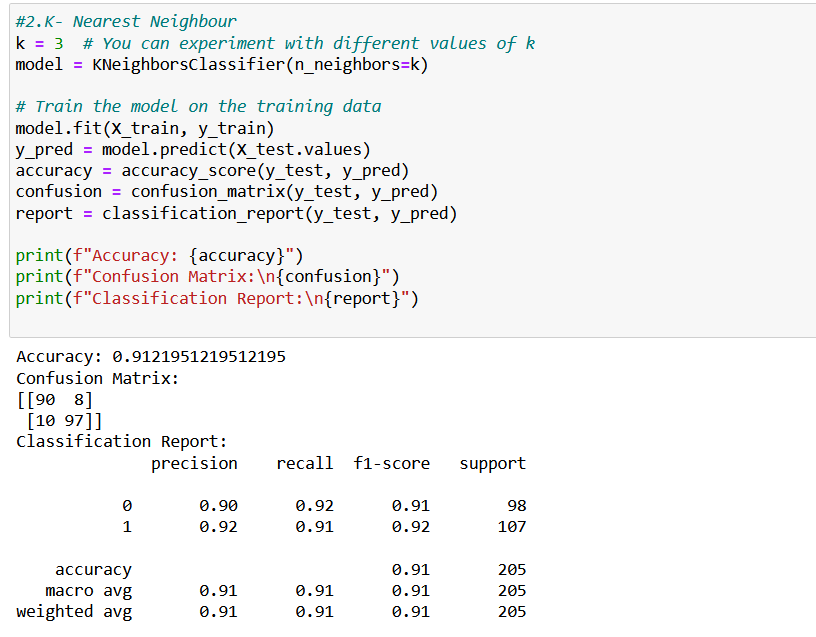 #2.K- Nearest Neighbour
k = 3  # You can experiment with different values of k
model = KNeighborsClassifier(n_neighbors=k)

# Train the model on the training data
model.fit(X_train, y_train)
y_pred = model.predict(X_test.values)
accuracy = accuracy_score(y_test, y_pred)
confusion = confusion_matrix(y_test, y_pred)
report = classification_report(y_test, y_pred)

print(f"Accuracy: {accuracy}")
print(f"Confusion Matrix:\n{confusion}")
print(f"Classification Report:\n{report}")

Accuracy: 0.9121951219512195
Confusion Matrix:
[[90  8]
 [10 97]]
Classification Report:
              precision    recall  f1-score   support

           0       0.90      0.92      0.91        98
           1       0.92      0.91      0.92       107

    accuracy                           0.91       205
   macro avg       0.91      0.91      0.91       205
weighted avg       0.91      0.91      0.91       205